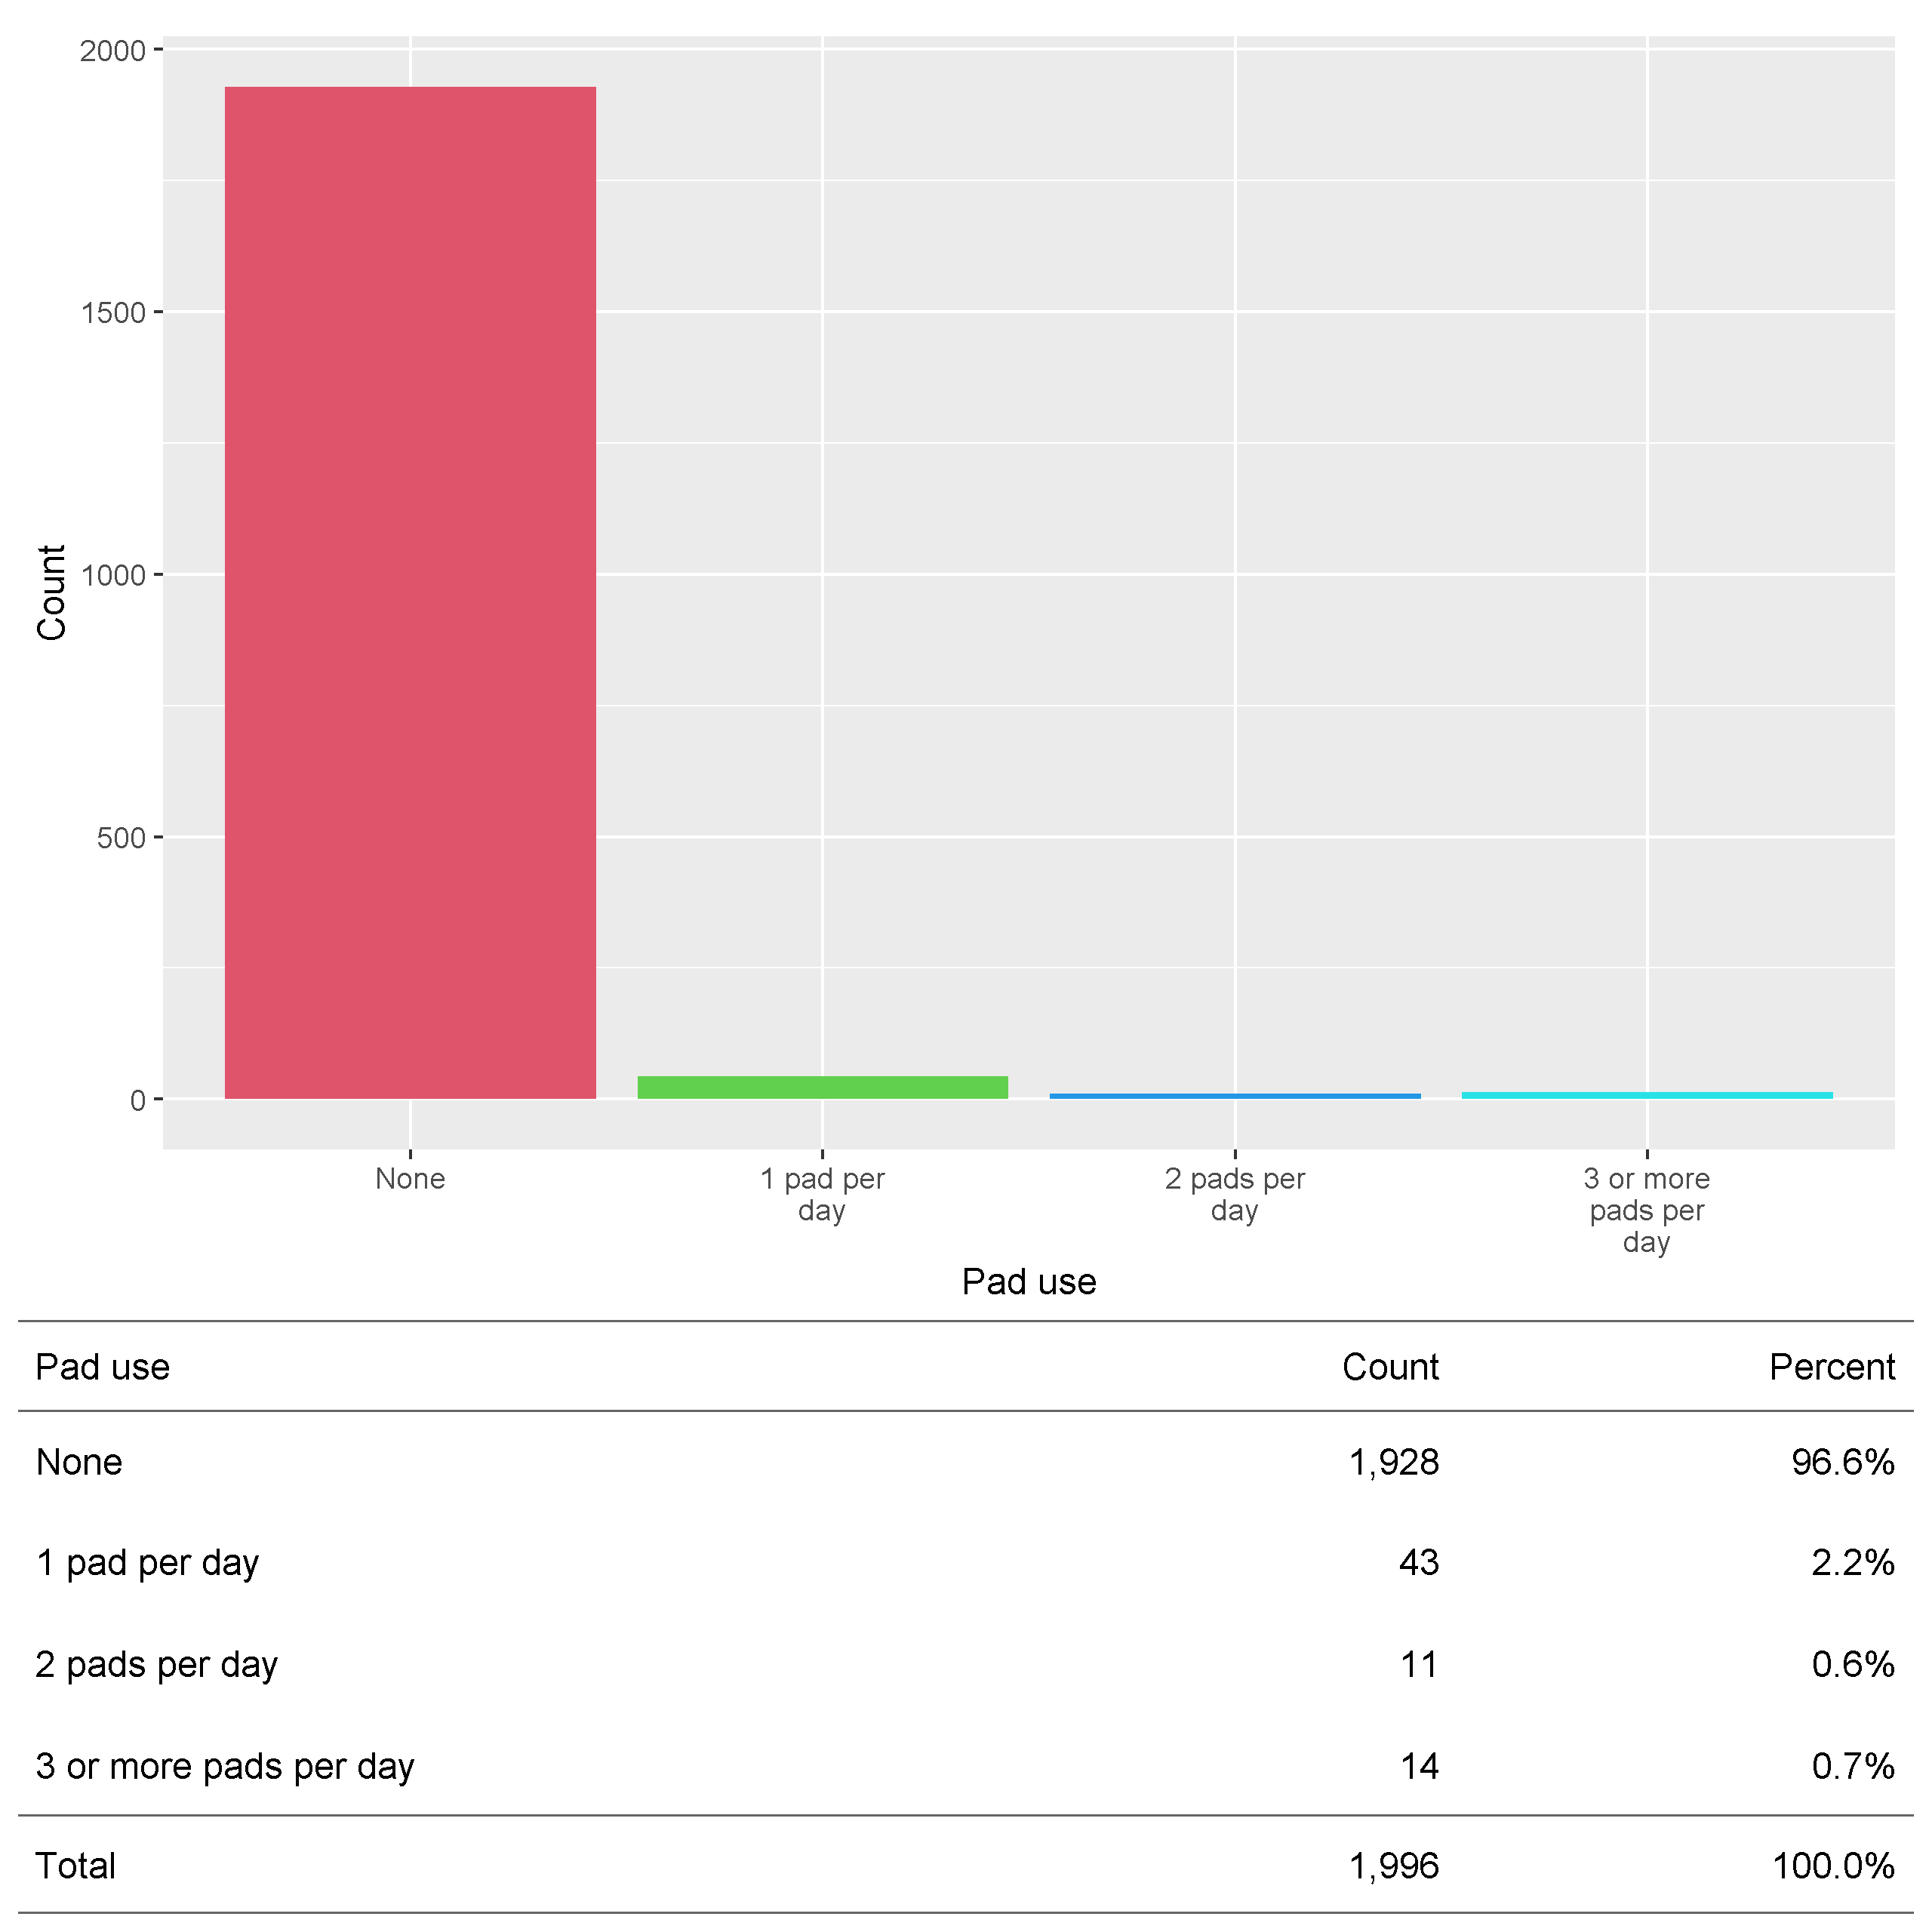 2000
1500
1000
500
0
Count
None
1 pad per
day
2 pads per
day
3 or more
pads per
day
Pad use
Pad use Count Percent
None 1,928 96.6%
1 pad per day 43 2.2%
2 pads per day 11 0.6%
3 or more pads per day 14 0.7%
Total 1,996 100.0%